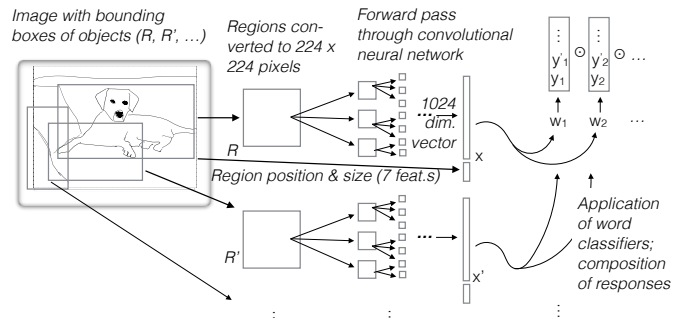 Image with bounding
boxes of objects (R, R', ...)
Regions con-
verted to 224 x
224 pixels
Forward pass
through convolutional
neural network
R
...
1024
dim.
vector
x
Region position & size (7 feat.s)
R'
...
x'
⋮
⋮
⋮
y'1
y1
⊙
⋮
y'2
y2
⊙ ...
w1
w2
...
Application
of word
classifiers;
composition
of responses
⋮